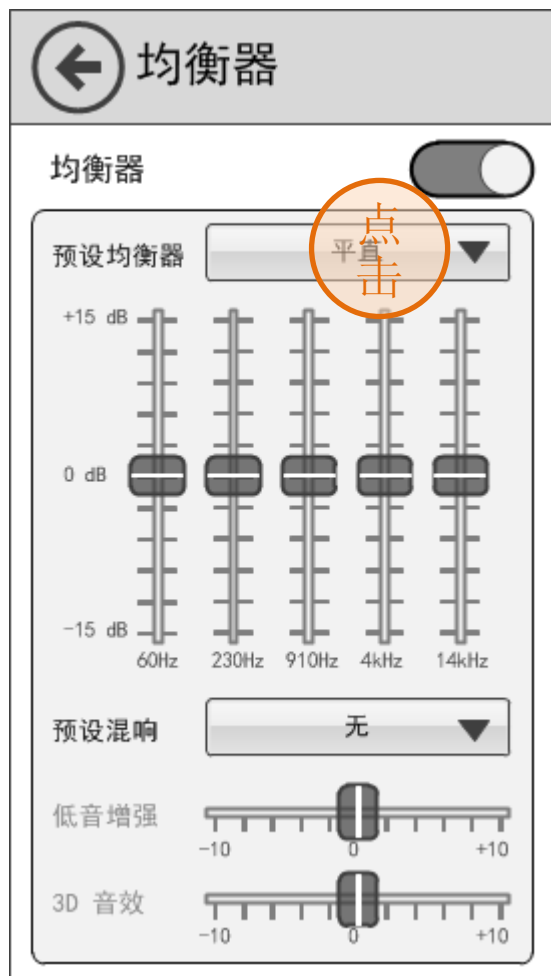 均衡器
均衡器
预设均衡器 平直
点
击
+15 dB
0 dB
-15 dB
60Hz 230Hz 910Hz 4kHz 14kHz
预设混响 无
低音增强
-10 0 +10
3D 音效
-10 0 +10